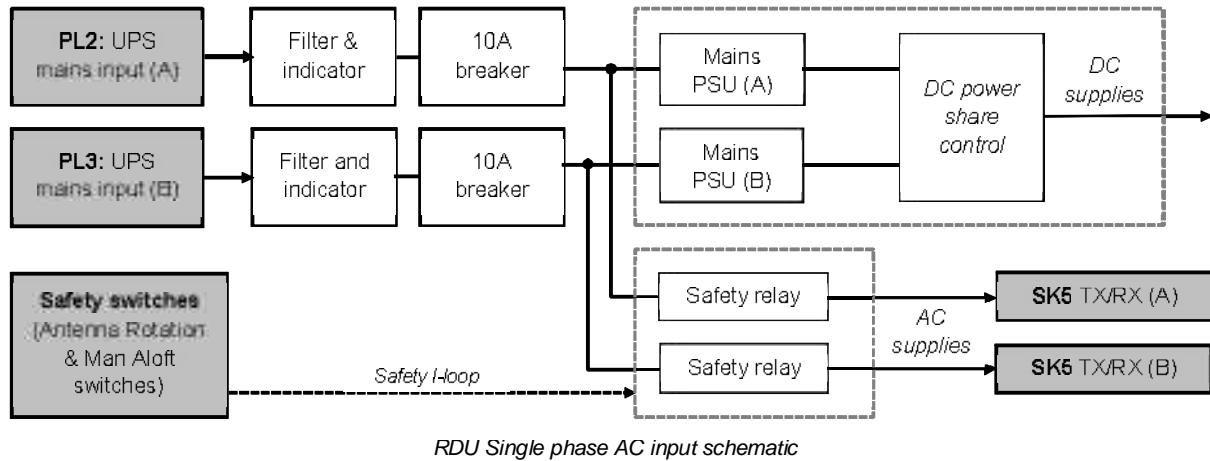 PL2: UPS
mains input (A)
Filter &
indicator
10A
breaker
Mains
PSU (A)
DC power
share
control
DC
supplies
PL3: UPS
mains input (B)
Filter and
indicator
10A
breaker
Mains
PSU (B)
Safety switches
(Antenna Rotation
& Man Aloft
switches)
Safety I-loop
Safety relay
Safety relay
AC
supplies
SK5 TX/RX (A)
SK5 TX/RX (B)
RDU Single phase AC input schematic